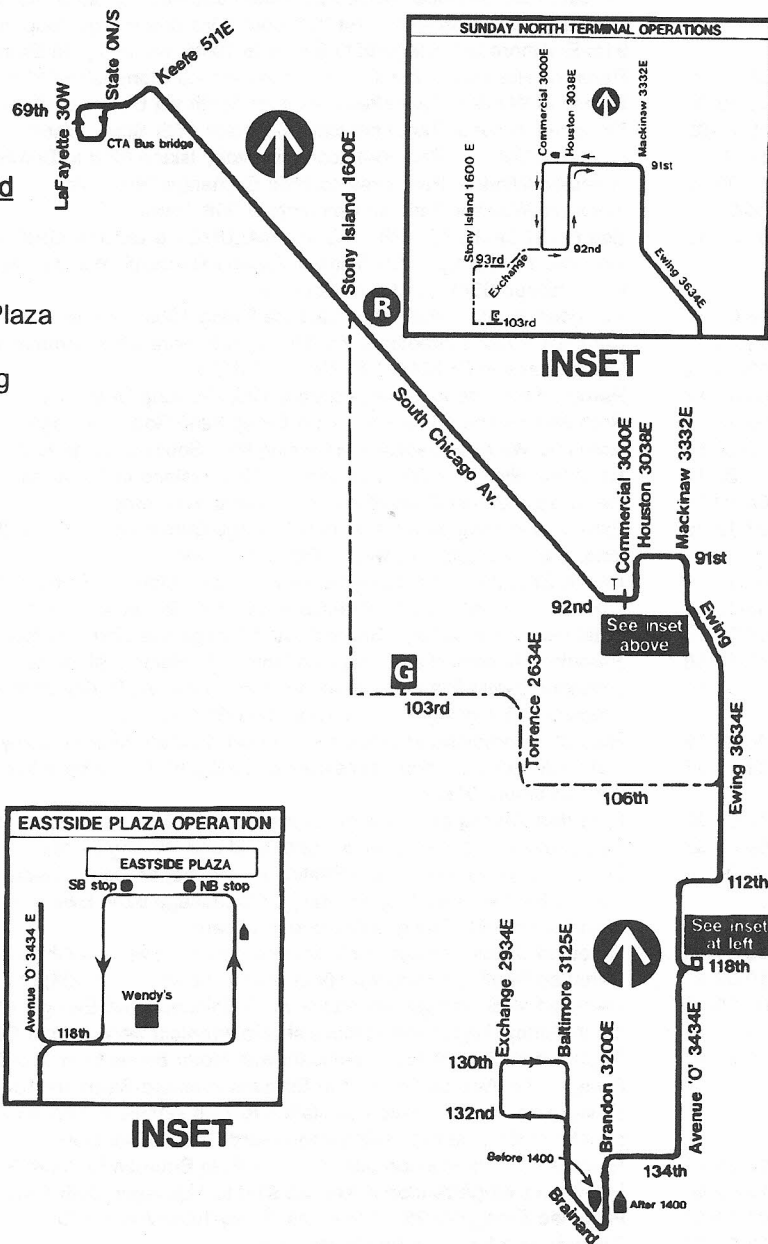 State 0N/S
Keefe 511E
69th
LaFayette 30W
CTA Bus bridge
d
Plaza
g
Stony Island 1600E
R
South Chicago Av.
SUNDAY NORTH TERMINAL OPERATIONS
Commercial 3000E
Houston 3038E
Mackinaw 3332E
Stony Island 1600 E
91st
92nd
93rd
Exchange
Ewing 3634E
103rd
INSET
Commercial 3000E
Houston 3038E
Mackinaw 3332E
91st
T
92nd
See inset
above
Ewing
G
103rd
Torrence 2634E
106th
Ewing 3634E
112th
See inset
at left
118th
EASTSIDE PLAZA OPERATION
EASTSIDE PLAZA
SB stop
NB stop
Avenue 'O' 3434 E
Wendy's
118th
INSET
Exchange 2934E
Baltimore 3125E
Brandon 3200E
Avenue 'O' 3434E
130th
132nd
Before 1400
134th
After 1400
Brainard